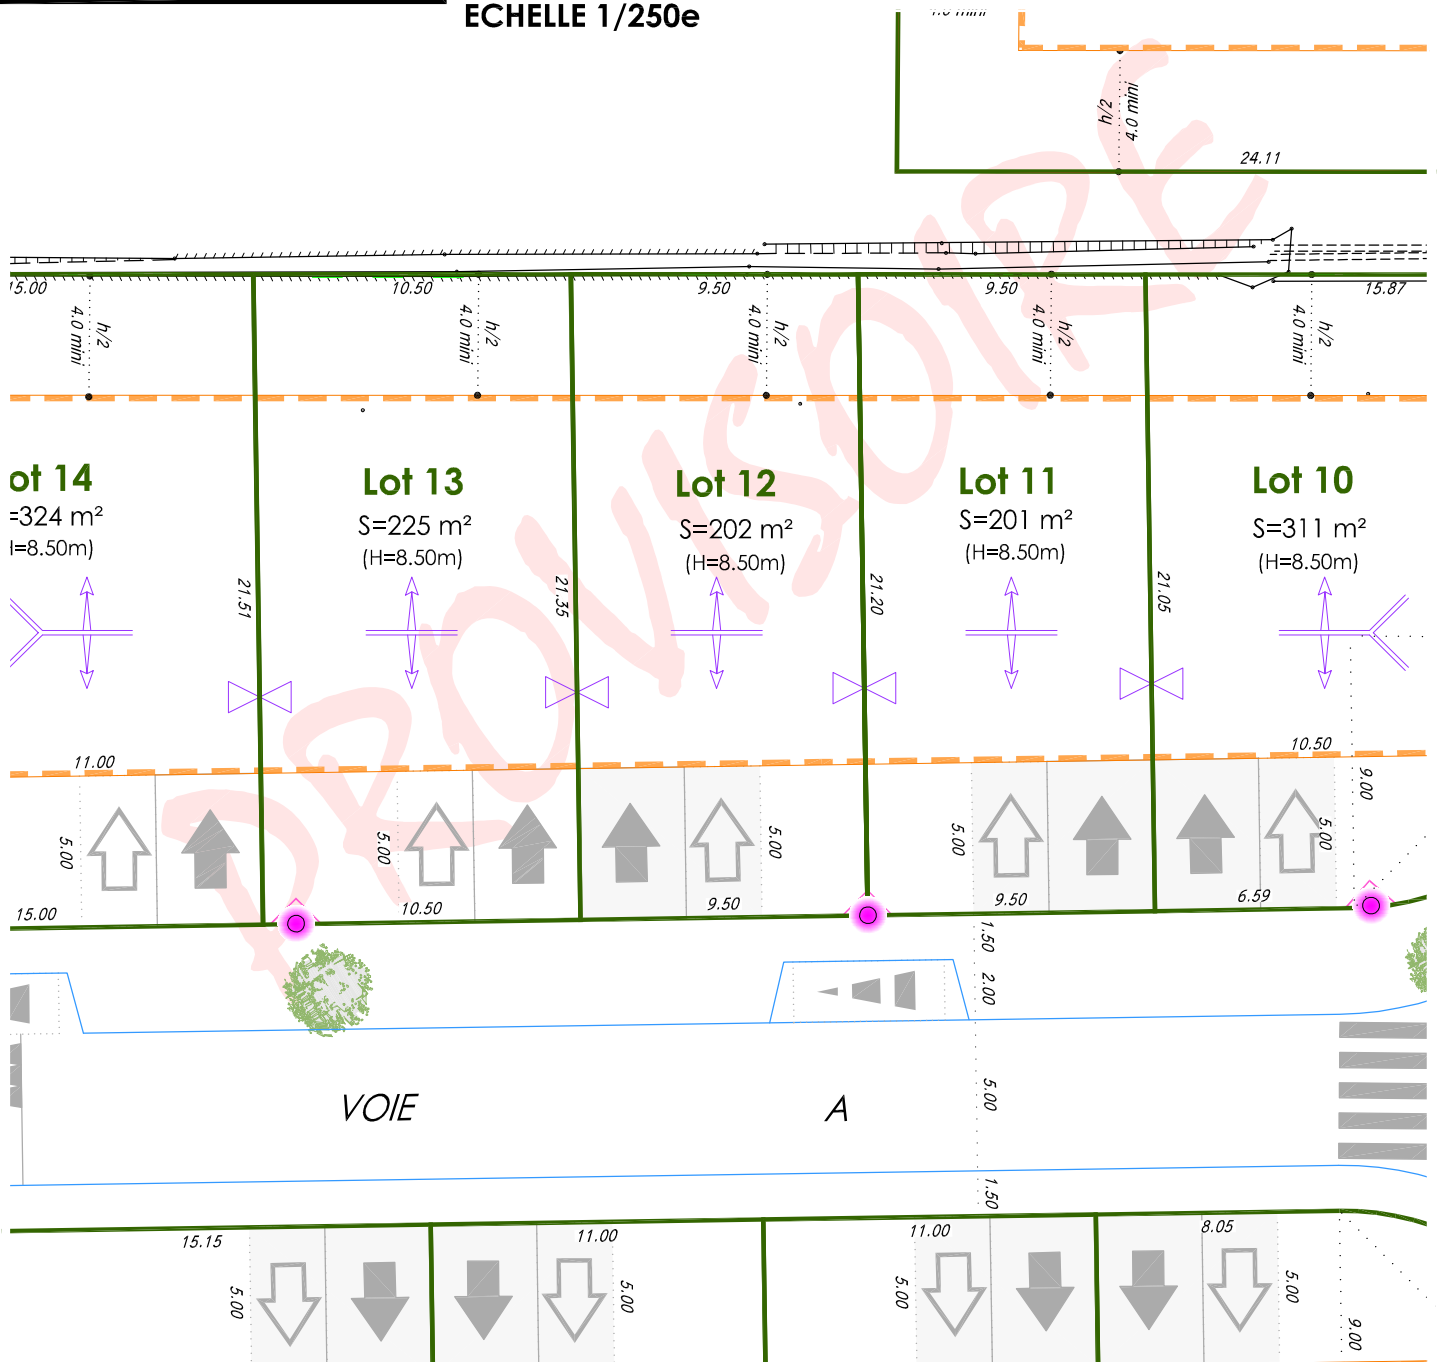 ECHELLE 1/250e
h/2
4.0 mini
24.11
15.00
10.50
9.50
9.50
15.87
4.0 mini
h/2
4.0 mini
h/2
4.0 mini
h/2
4.0 mini
h/2
4.0 mini
h/2
ot 14
=324 m²
=8.50m)
Lot 13
S=225 m²
(H=8.50m)
Lot 12
S=202 m²
(H=8.50m)
Lot 11
S=201 m²
(H=8.50m)
Lot 10
S=311 m²
(H=8.50m)
21.51
21.35
21.20
21.05
PROVISOIRE
11.00
10.50
9.00
5.00
5.00
5.00
5.00
5.00
15.00
10.50
9.50
9.50
6.59
1.50
2.00
5.00
1.50
VOIE
A
15.15
11.00
11.00
8.05
5.00
5.00
5.00
5.00
9.00